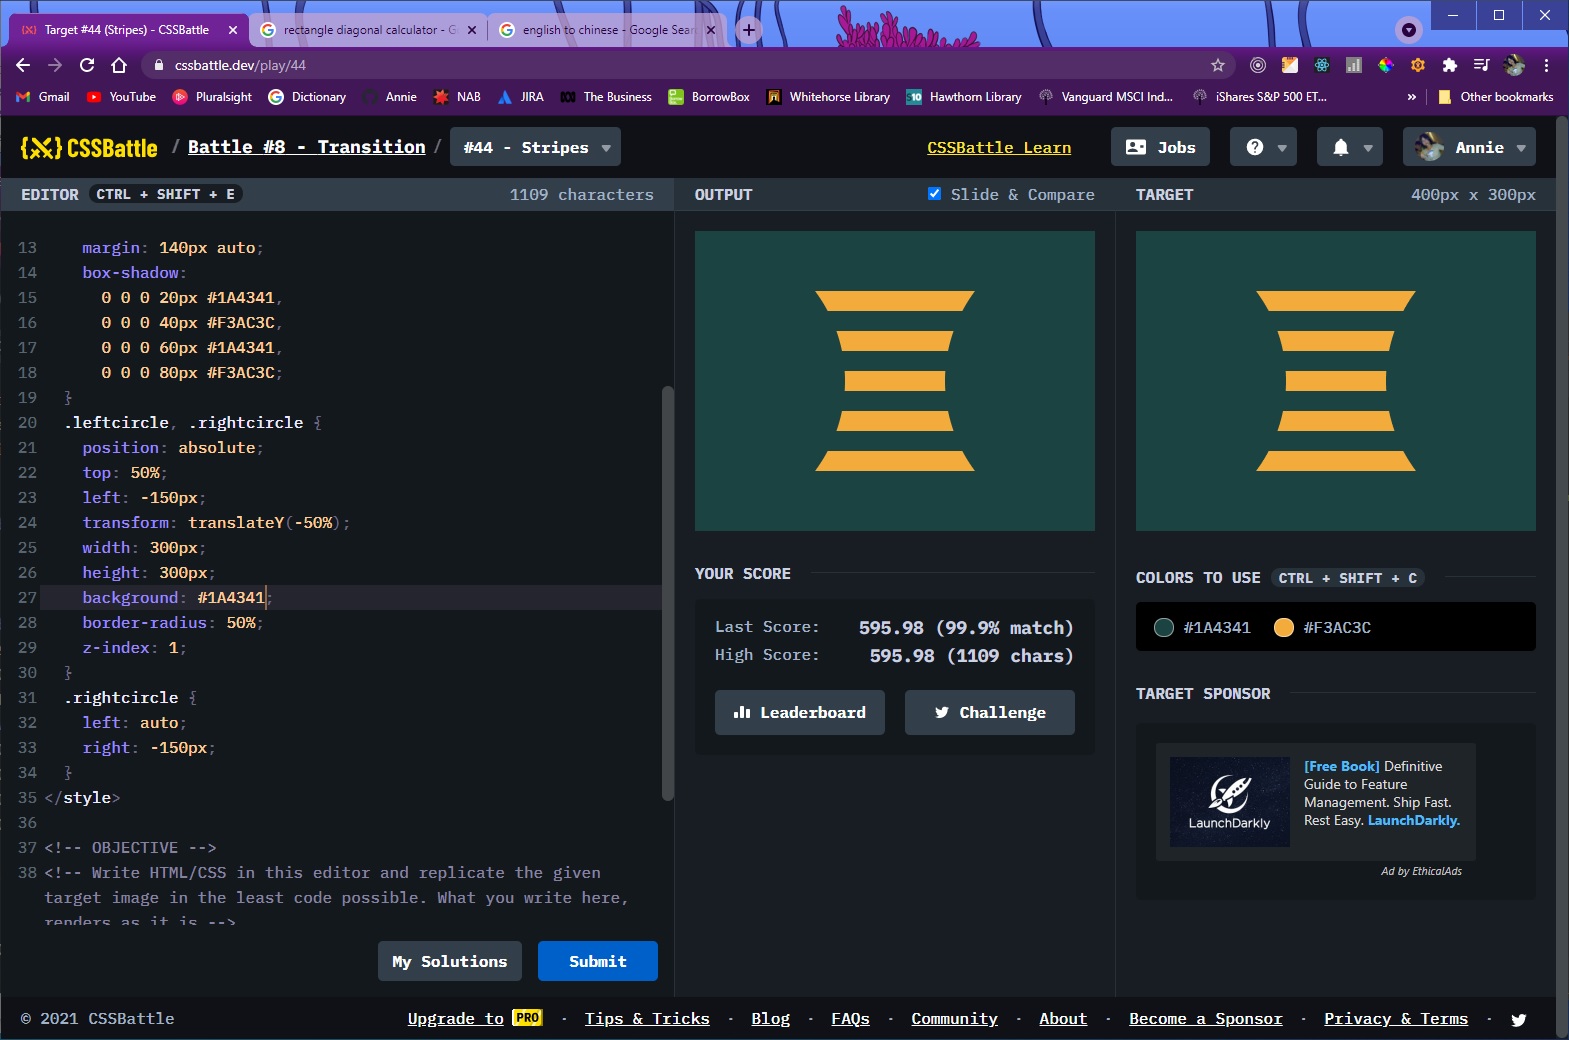 Target #44 (Stripes) - CSSBattle
rectangle diagonal calculator - G
english to chinese - Google Sear
cssbattle.dev/play/44
Gmail YouTube Pluralsight Dictionary Annie NAB JIRA The Business BorrowBox Whitehorse Library Hawthorn Library Vanguard MSCI Ind... iShares S&P 500 ET... » Other bookmarks
{X} CSSBattle / Battle #8 - Transition / #44 - Stripes
CSSBattle Learn Jobs Annie
EDITOR CTRL + SHIFT + E 1109 characters
13 margin: 140px auto;
14 box-shadow:
15 0 0 0 20px #1A4341,
16 0 0 0 40px #F3AC3C,
17 0 0 0 60px #1A4341,
18 0 0 0 80px #F3AC3C;
19 }
20 .leftcircle, .rightcircle {
21 position: absolute;
22 top: 50%;
23 left: -150px;
24 transform: translateY(-50%);
25 width: 300px;
26 height: 300px;
27 background: #1A4341;
28 border-radius: 50%;
29 z-index: 1;
30 }
31 .rightcircle {
32 left: auto;
33 right: -150px;
34 }
35 </style>
36
37 <!-- OBJECTIVE -->
38 <!-- Write HTML/CSS in this editor and replicate the given
target image in the least code possible. What you write here,
renders as it is -->
My Solutions Submit
OUTPUT Slide & Compare
YOUR SCORE
Last Score: 595.98 (99.9% match)
High Score: 595.98 (1109 chars)
Leaderboard Challenge
TARGET 400px x 300px
COLORS TO USE CTRL + SHIFT + C
#1A4341 #F3AC3C
TARGET SPONSOR
LaunchDarkly
[Free Book] Definitive
Guide to Feature
Management. Ship Fast.
Rest Easy. LaunchDarkly.
Ad by EthicalAds
© 2021 CSSBattle
Upgrade to PRO · Tips & Tricks · Blog · FAQs · Community · About · Become a Sponsor · Privacy & Terms ·